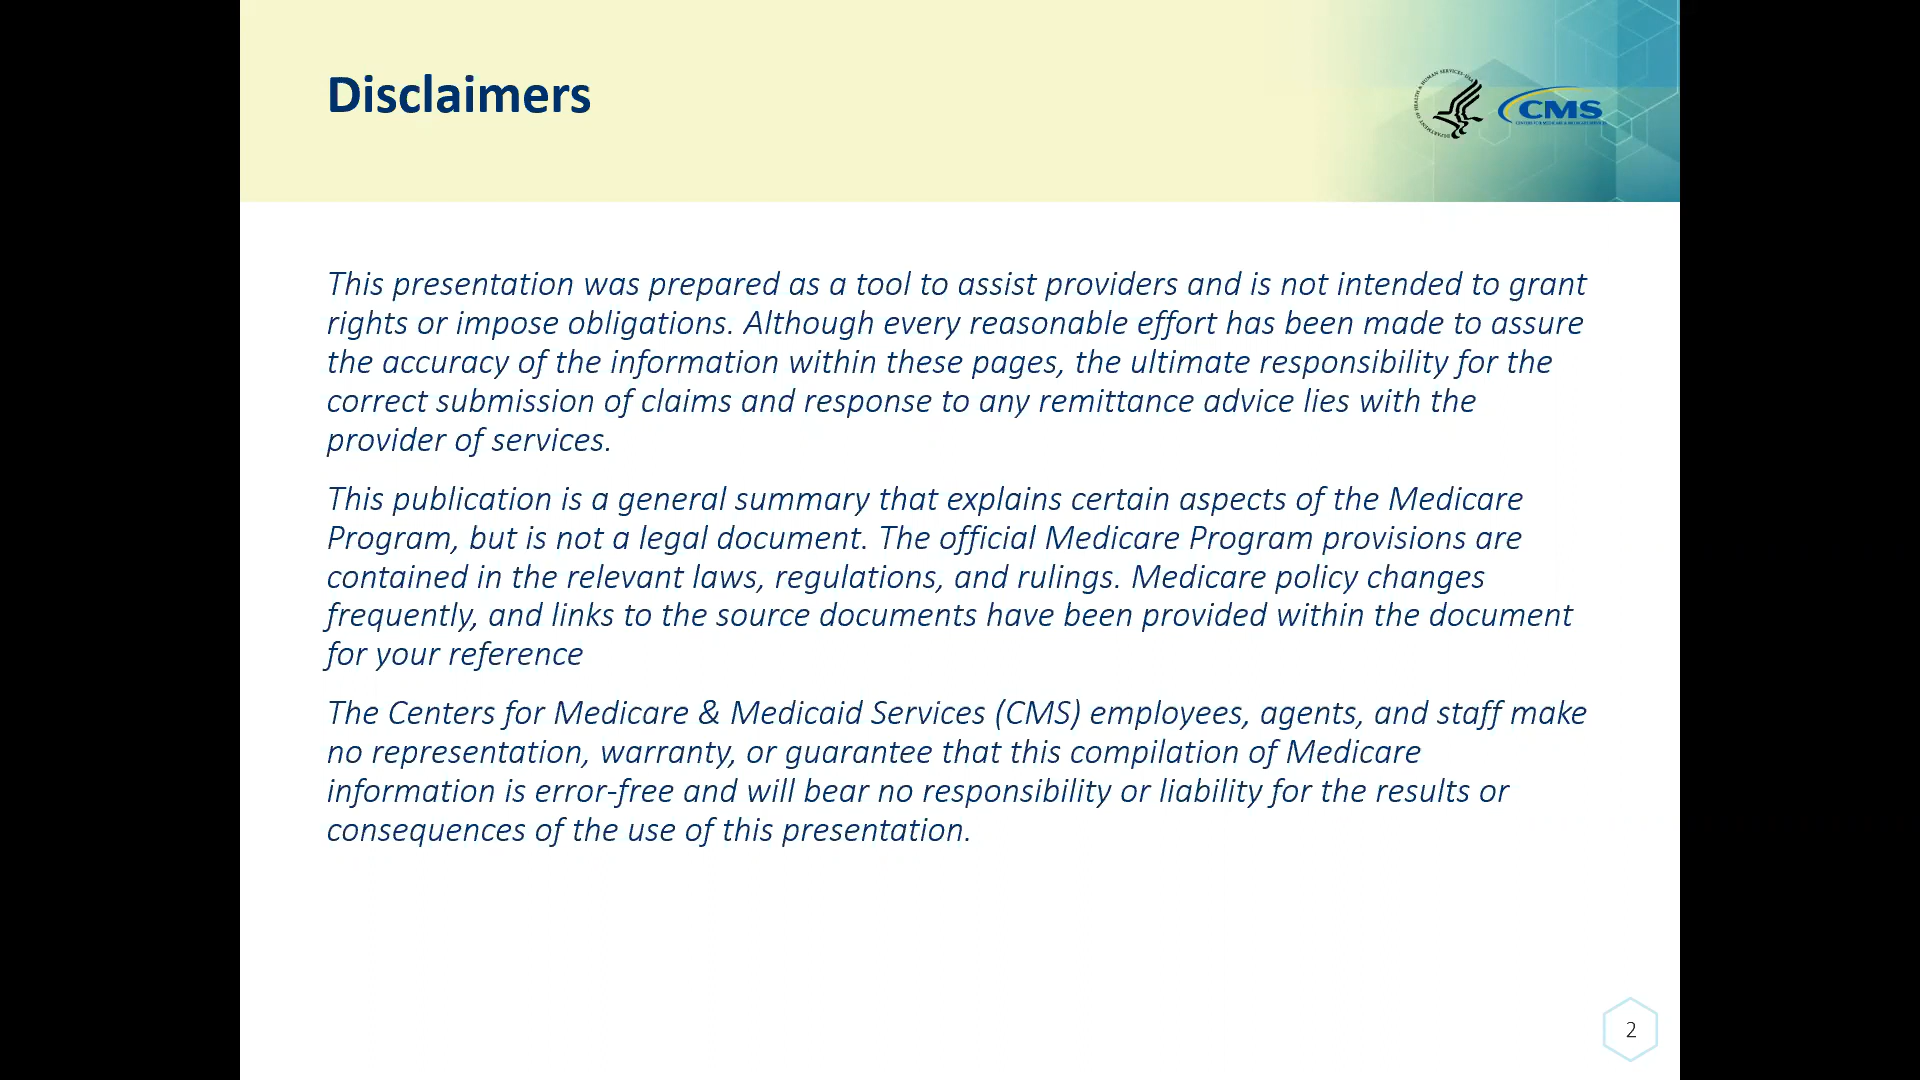 Disclaimers
CMS
This presentation was prepared as a tool to assist providers and is not intended to grant
rights or impose obligations. Although every reasonable effort has been made to assure
the accuracy of the information within these pages, the ultimate responsibility for the
correct submission of claims and response to any remittance advice lies with the
provider of services.
This publication is a general summary that explains certain aspects of the Medicare
Program, but is not a legal document. The official Medicare Program provisions are
contained in the relevant laws, regulations, and rulings. Medicare policy changes
frequently, and links to the source documents have been provided within the document
for your reference
The Centers for Medicare & Medicaid Services (CMS) employees, agents, and staff make
no representation, warranty, or guarantee that this compilation of Medicare
information is error-free and will bear no responsibility or liability for the results or
consequences of the use of this presentation.
2